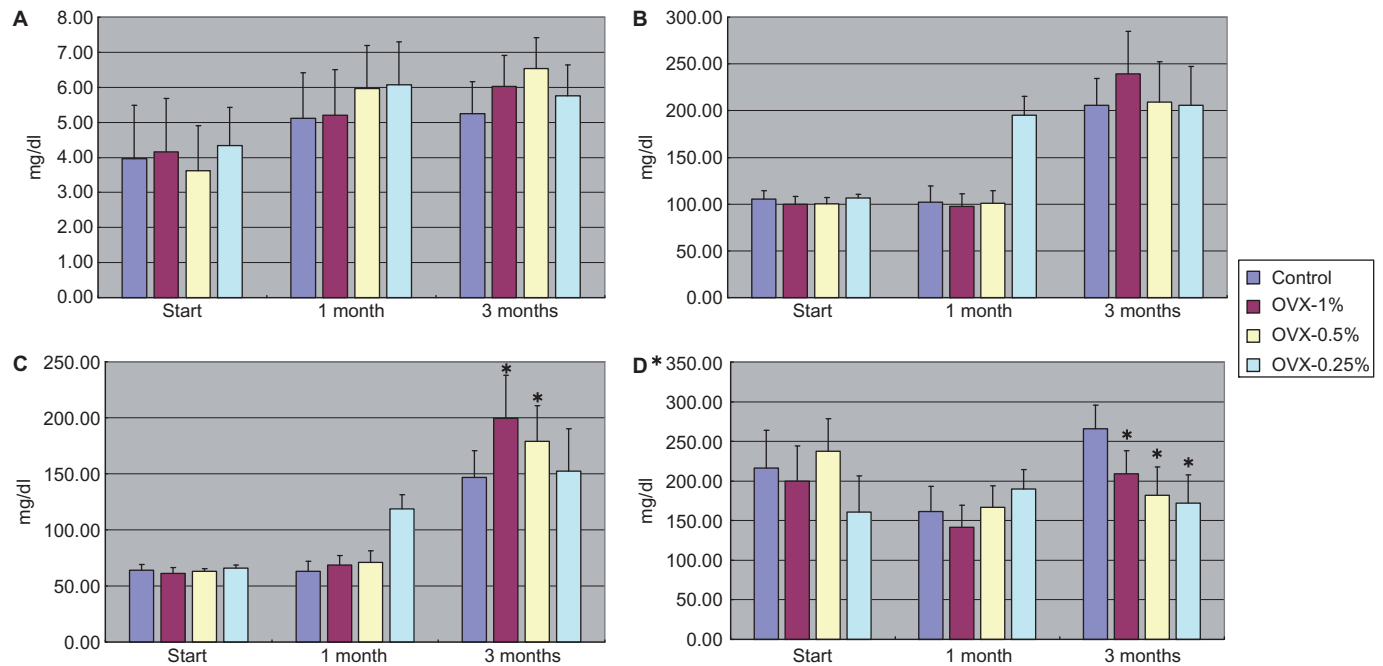 A
8.00
7.00
6.00
5.00
4.00
3.00
2.00
1.00
0.00
mg/dl
Start
1 month
3 months
B
300.00
250.00
200.00
150.00
100.00
50.00
0.00
mg/dl
Start
1 month
3 months
C
250.00
200.00
150.00
100.00
50.00
0.00
mg/dl
*
*
Start
1 month
3 months
D*
350.00
300.00
250.00
200.00
150.00
100.00
50.00
0.00
mg/dl
*
*
*
Start
1 month
3 months
Control
OVX-1%
OVX-0.5%
OVX-0.25%